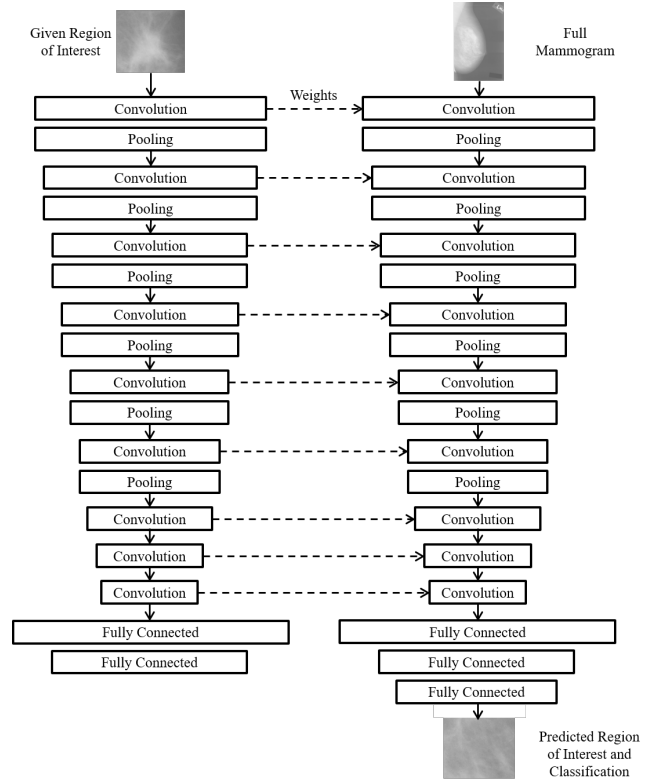 Given Region
of Interest
Full
Mammogram
Weights
Convolution
Convolution
Pooling
Pooling
Convolution
Convolution
Pooling
Pooling
Convolution
Convolution
Pooling
Pooling
Convolution
Convolution
Pooling
Pooling
Convolution
Convolution
Pooling
Pooling
Convolution
Convolution
Pooling
Pooling
Convolution
Convolution
Convolution
Convolution
Convolution
Convolution
Fully Connected
Fully Connected
Fully Connected
Fully Connected
Fully Connected
Predicted Region
of Interest and
Classification